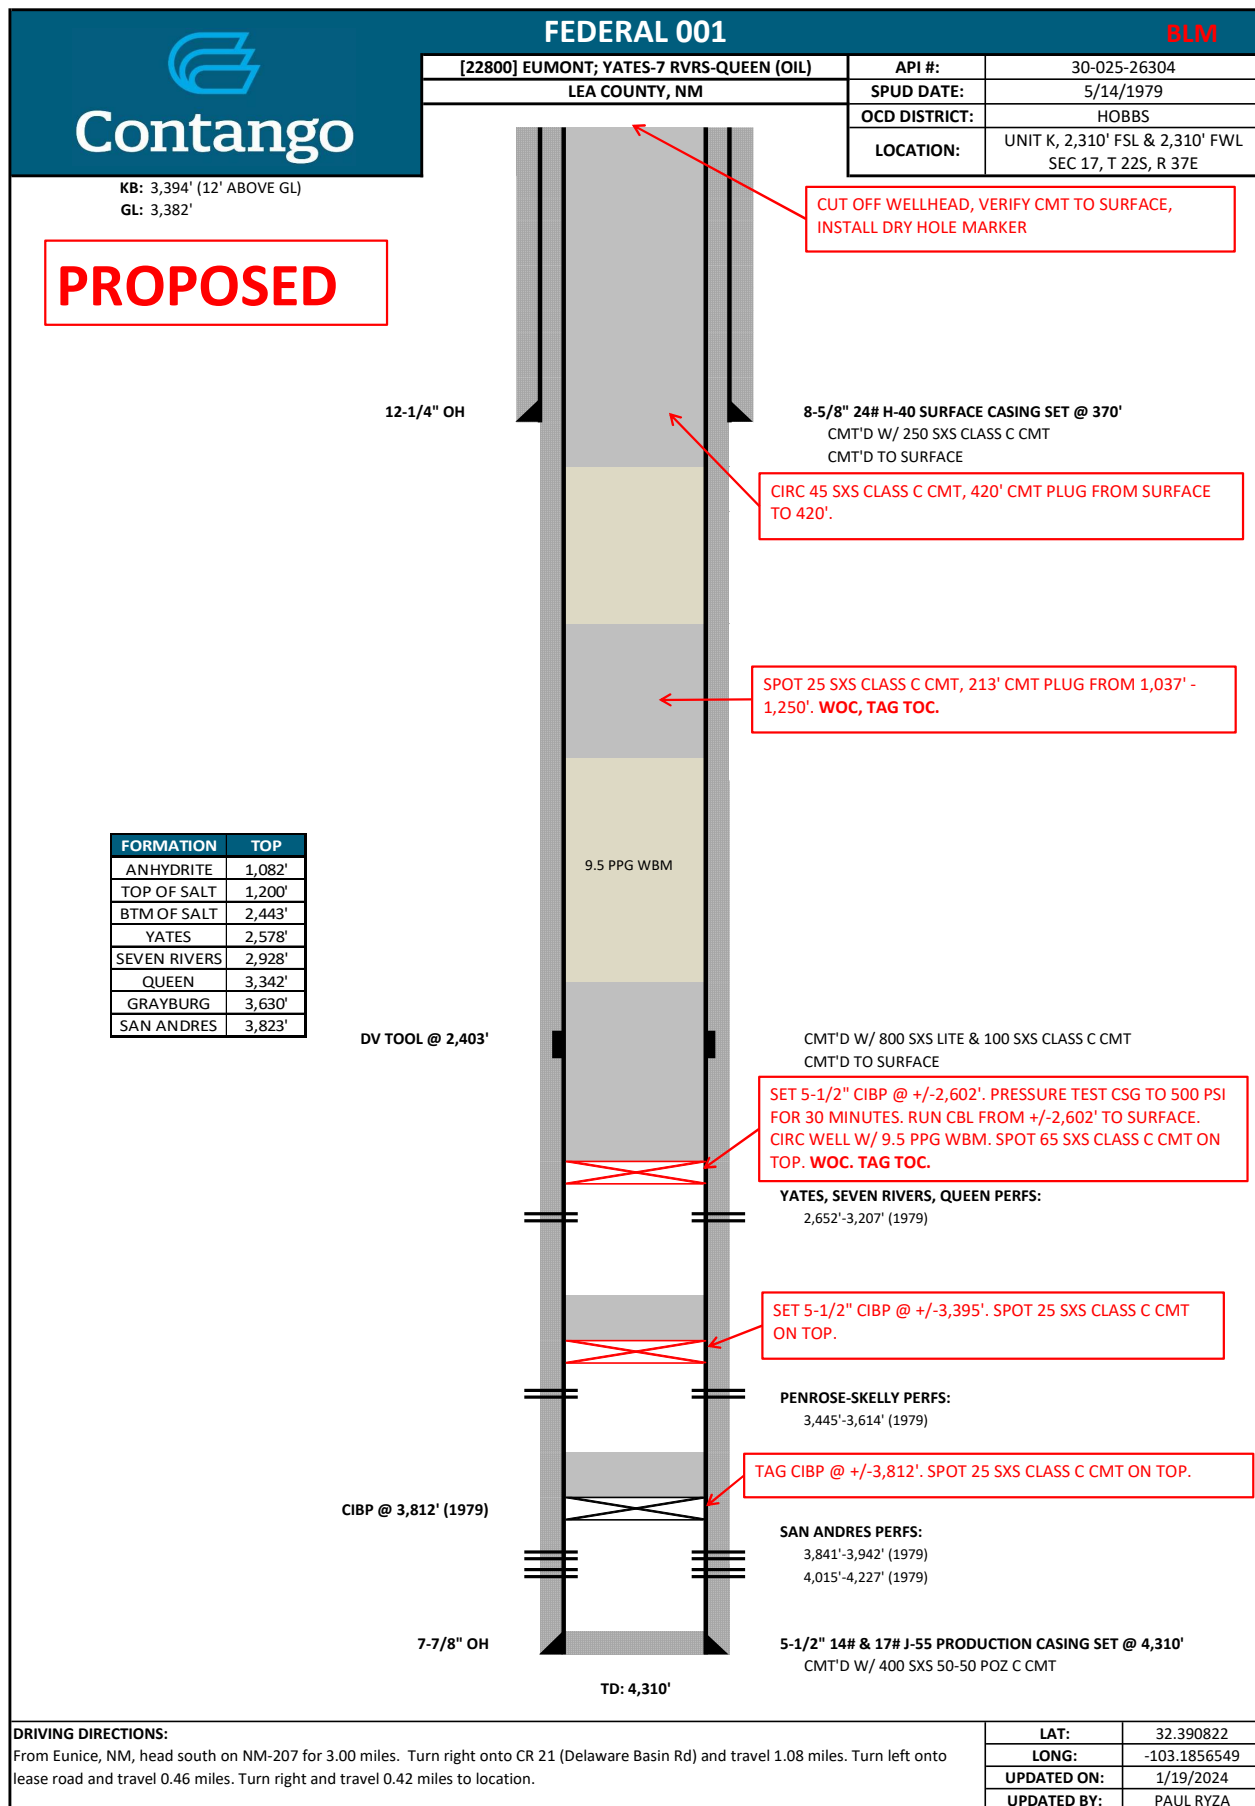 FEDERAL 001
BLM
Contango
[22800] EUMONT; YATES-7 RVRS-QUEEN (OIL)
LEA COUNTY, NM
API #: 30-025-26304
SPUD DATE: 5/14/1979
OCD DISTRICT: HOBBS
LOCATION: UNIT K, 2,310' FSL & 2,310' FWL
SEC 17, T 22S, R 37E
KB: 3,394' (12' ABOVE GL)
GL: 3,382'
PROPOSED
CUT OFF WELLHEAD, VERIFY CMT TO SURFACE,
INSTALL DRY HOLE MARKER
12-1/4" OH
8-5/8" 24# H-40 SURFACE CASING SET @ 370'
CMT'D W/ 250 SXS CLASS C CMT
CMT'D TO SURFACE
CIRC 45 SXS CLASS C CMT, 420' CMT PLUG FROM SURFACE
TO 420'.
SPOT 25 SXS CLASS C CMT, 213' CMT PLUG FROM 1,037' -
1,250'. WOC, TAG TOC.
9.5 PPG WBM
FORMATION TOP
ANHYDRITE 1,082'
TOP OF SALT 1,200'
BTM OF SALT 2,443'
YATES 2,578'
SEVEN RIVERS 2,928'
QUEEN 3,342'
GRAYBURG 3,630'
SAN ANDRES 3,823'
DV TOOL @ 2,403'
CMT'D W/ 800 SXS LITE & 100 SXS CLASS C CMT
CMT'D TO SURFACE
SET 5-1/2" CIBP @ +/-2,602'. PRESSURE TEST CSG TO 500 PSI
FOR 30 MINUTES. RUN CBL FROM +/-2,602' TO SURFACE.
CIRC WELL W/ 9.5 PPG WBM. SPOT 65 SXS CLASS C CMT ON
TOP. WOC. TAG TOC.
YATES, SEVEN RIVERS, QUEEN PERFS:
2,652'-3,207' (1979)
SET 5-1/2" CIBP @ +/-3,395'. SPOT 25 SXS CLASS C CMT
ON TOP.
PENROSE-SKELLY PERFS:
3,445'-3,614' (1979)
TAG CIBP @ +/-3,812'. SPOT 25 SXS CLASS C CMT ON TOP.
CIBP @ 3,812' (1979)
SAN ANDRES PERFS:
3,841'-3,942' (1979)
4,015'-4,227' (1979)
7-7/8" OH
5-1/2" 14# & 17# J-55 PRODUCTION CASING SET @ 4,310'
CMT'D W/ 400 SXS 50-50 POZ C CMT
TD: 4,310'
DRIVING DIRECTIONS:
From Eunice, NM, head south on NM-207 for 3.00 miles. Turn right onto CR 21 (Delaware Basin Rd) and travel 1.08 miles. Turn left onto
lease road and travel 0.46 miles. Turn right and travel 0.42 miles to location.
LAT: 32.390822
LONG: -103.1856549
UPDATED ON: 1/19/2024
UPDATED BY: PAUL RYZA